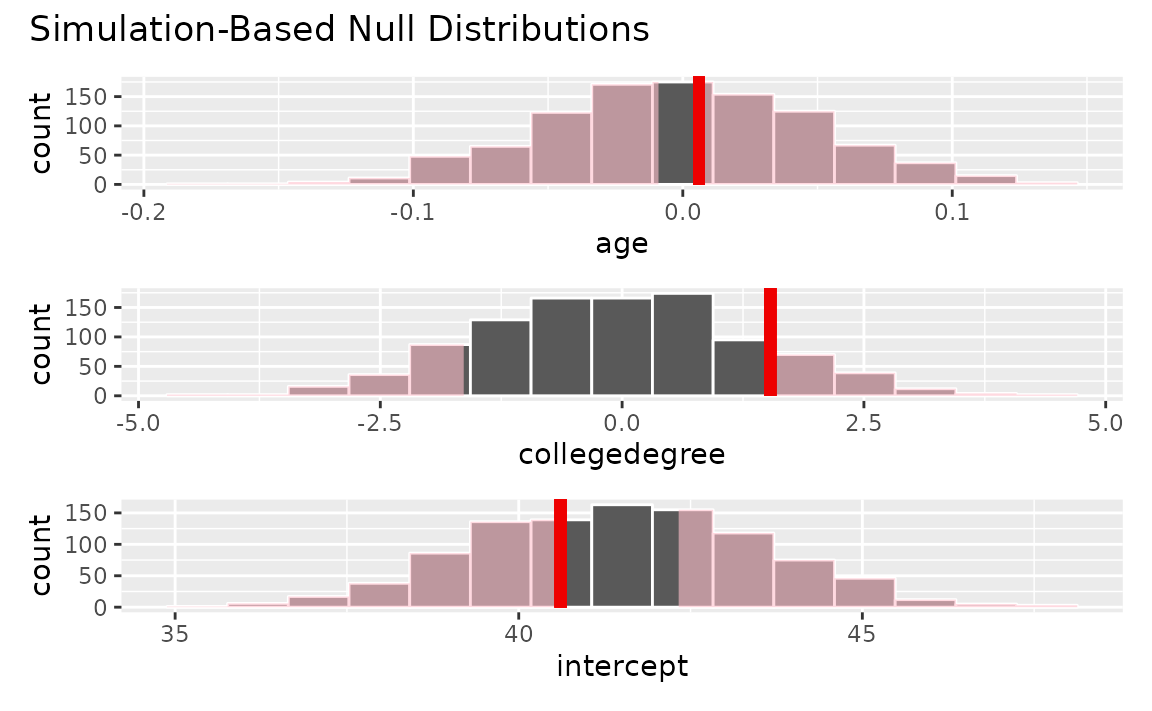 Simulation-Based Null Distributions
count
150
100
50
0
-0.2 -0.1 0.0 0.1
age
count
150
100
50
0
-5.0 -2.5 0.0 2.5 5.0
collegedegree
count
150
100
50
0
35 40 45
intercept